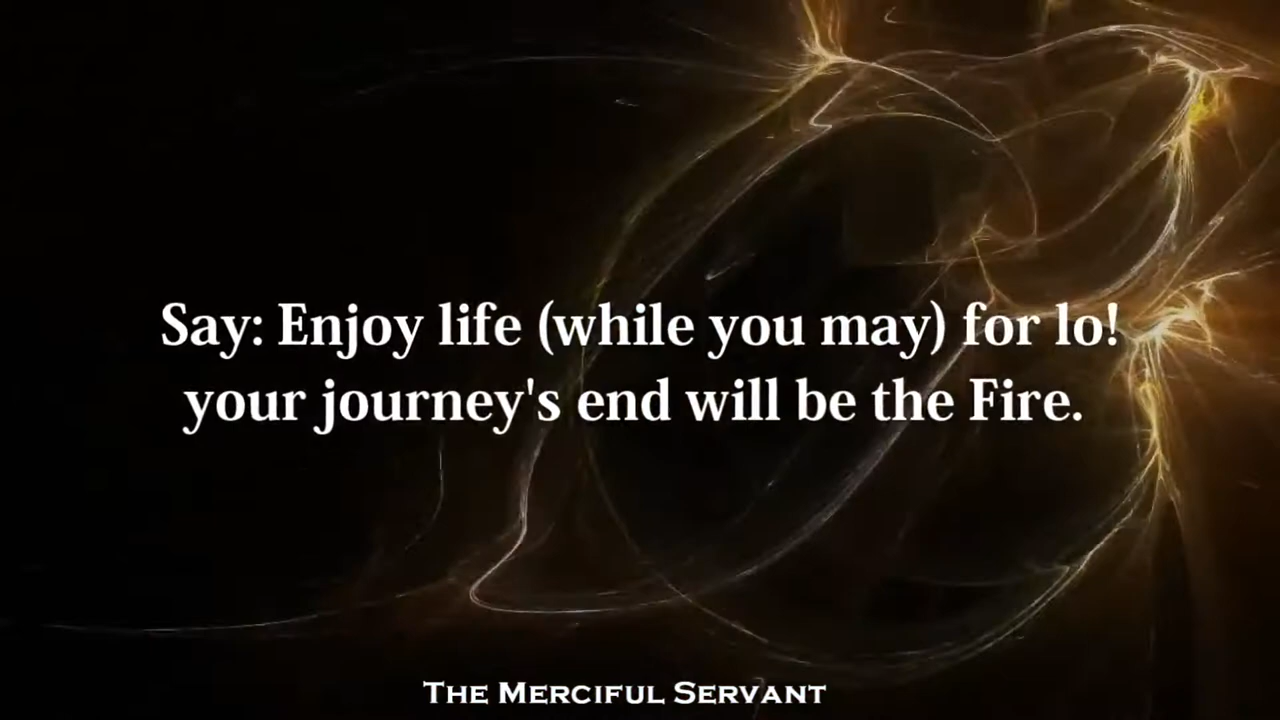 Say: Enjoy life (while you may) for lo!
your journey's end will be the Fire.
The Merciful Servant